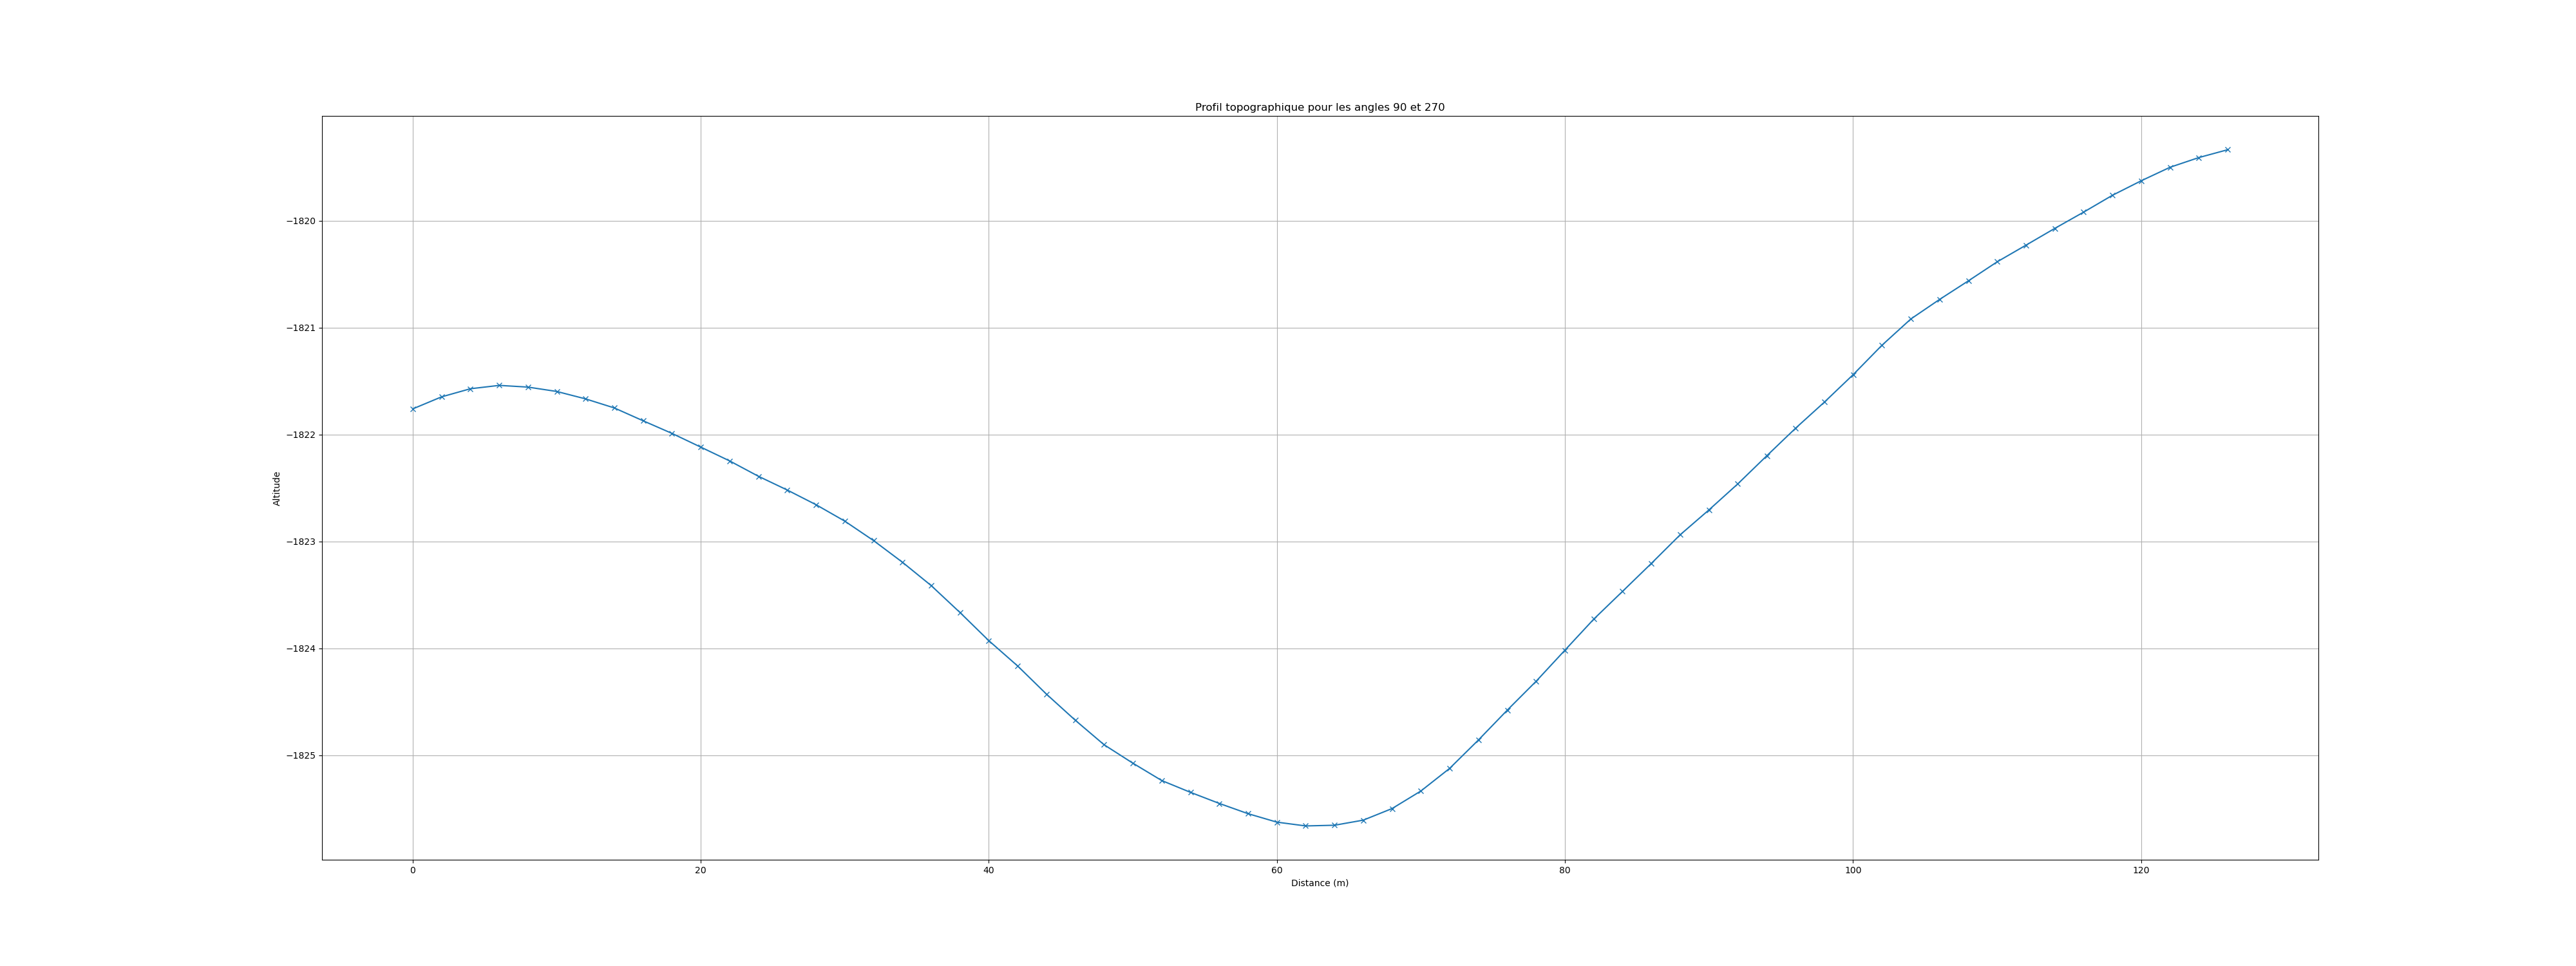 Profil topographique pour les angles 90 et 270
−1820
−1821
−1822
−1823
−1824
−1825
Altitude
0 20 40 60 80 100 120
Distance (m)